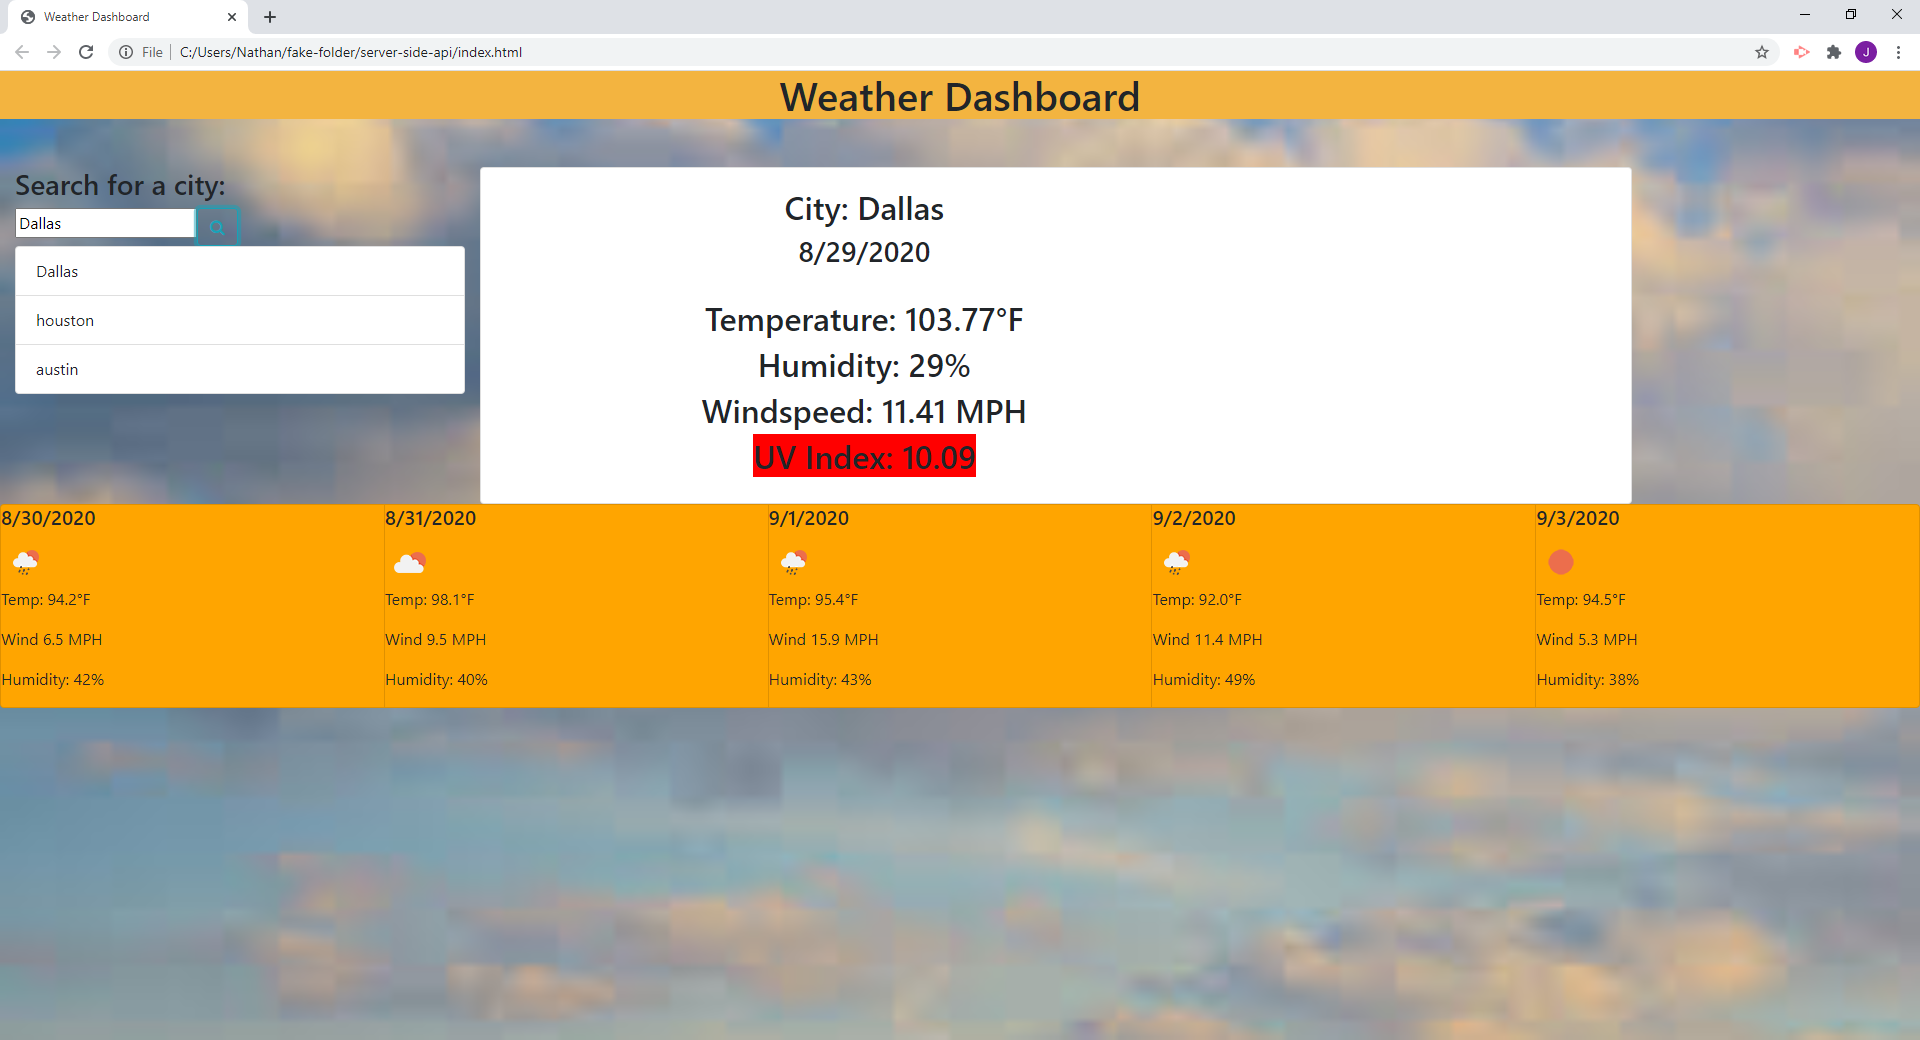 Weather Dashboard
File
C:/Users/Nathan/fake-folder/server-side-api/index.html
J
Weather Dashboard
Search for a city:
Dallas
Dallas
houston
austin
City: Dallas
8/29/2020
Temperature: 103.77°F
Humidity: 29%
Windspeed: 11.41 MPH
UV Index: 10.09
8/30/2020
Temp: 94.2°F
Wind 6.5 MPH
Humidity: 42%
8/31/2020
Temp: 98.1°F
Wind 9.5 MPH
Humidity: 40%
9/1/2020
Temp: 95.4°F
Wind 15.9 MPH
Humidity: 43%
9/2/2020
Temp: 92.0°F
Wind 11.4 MPH
Humidity: 49%
9/3/2020
Temp: 94.5°F
Wind 5.3 MPH
Humidity: 38%